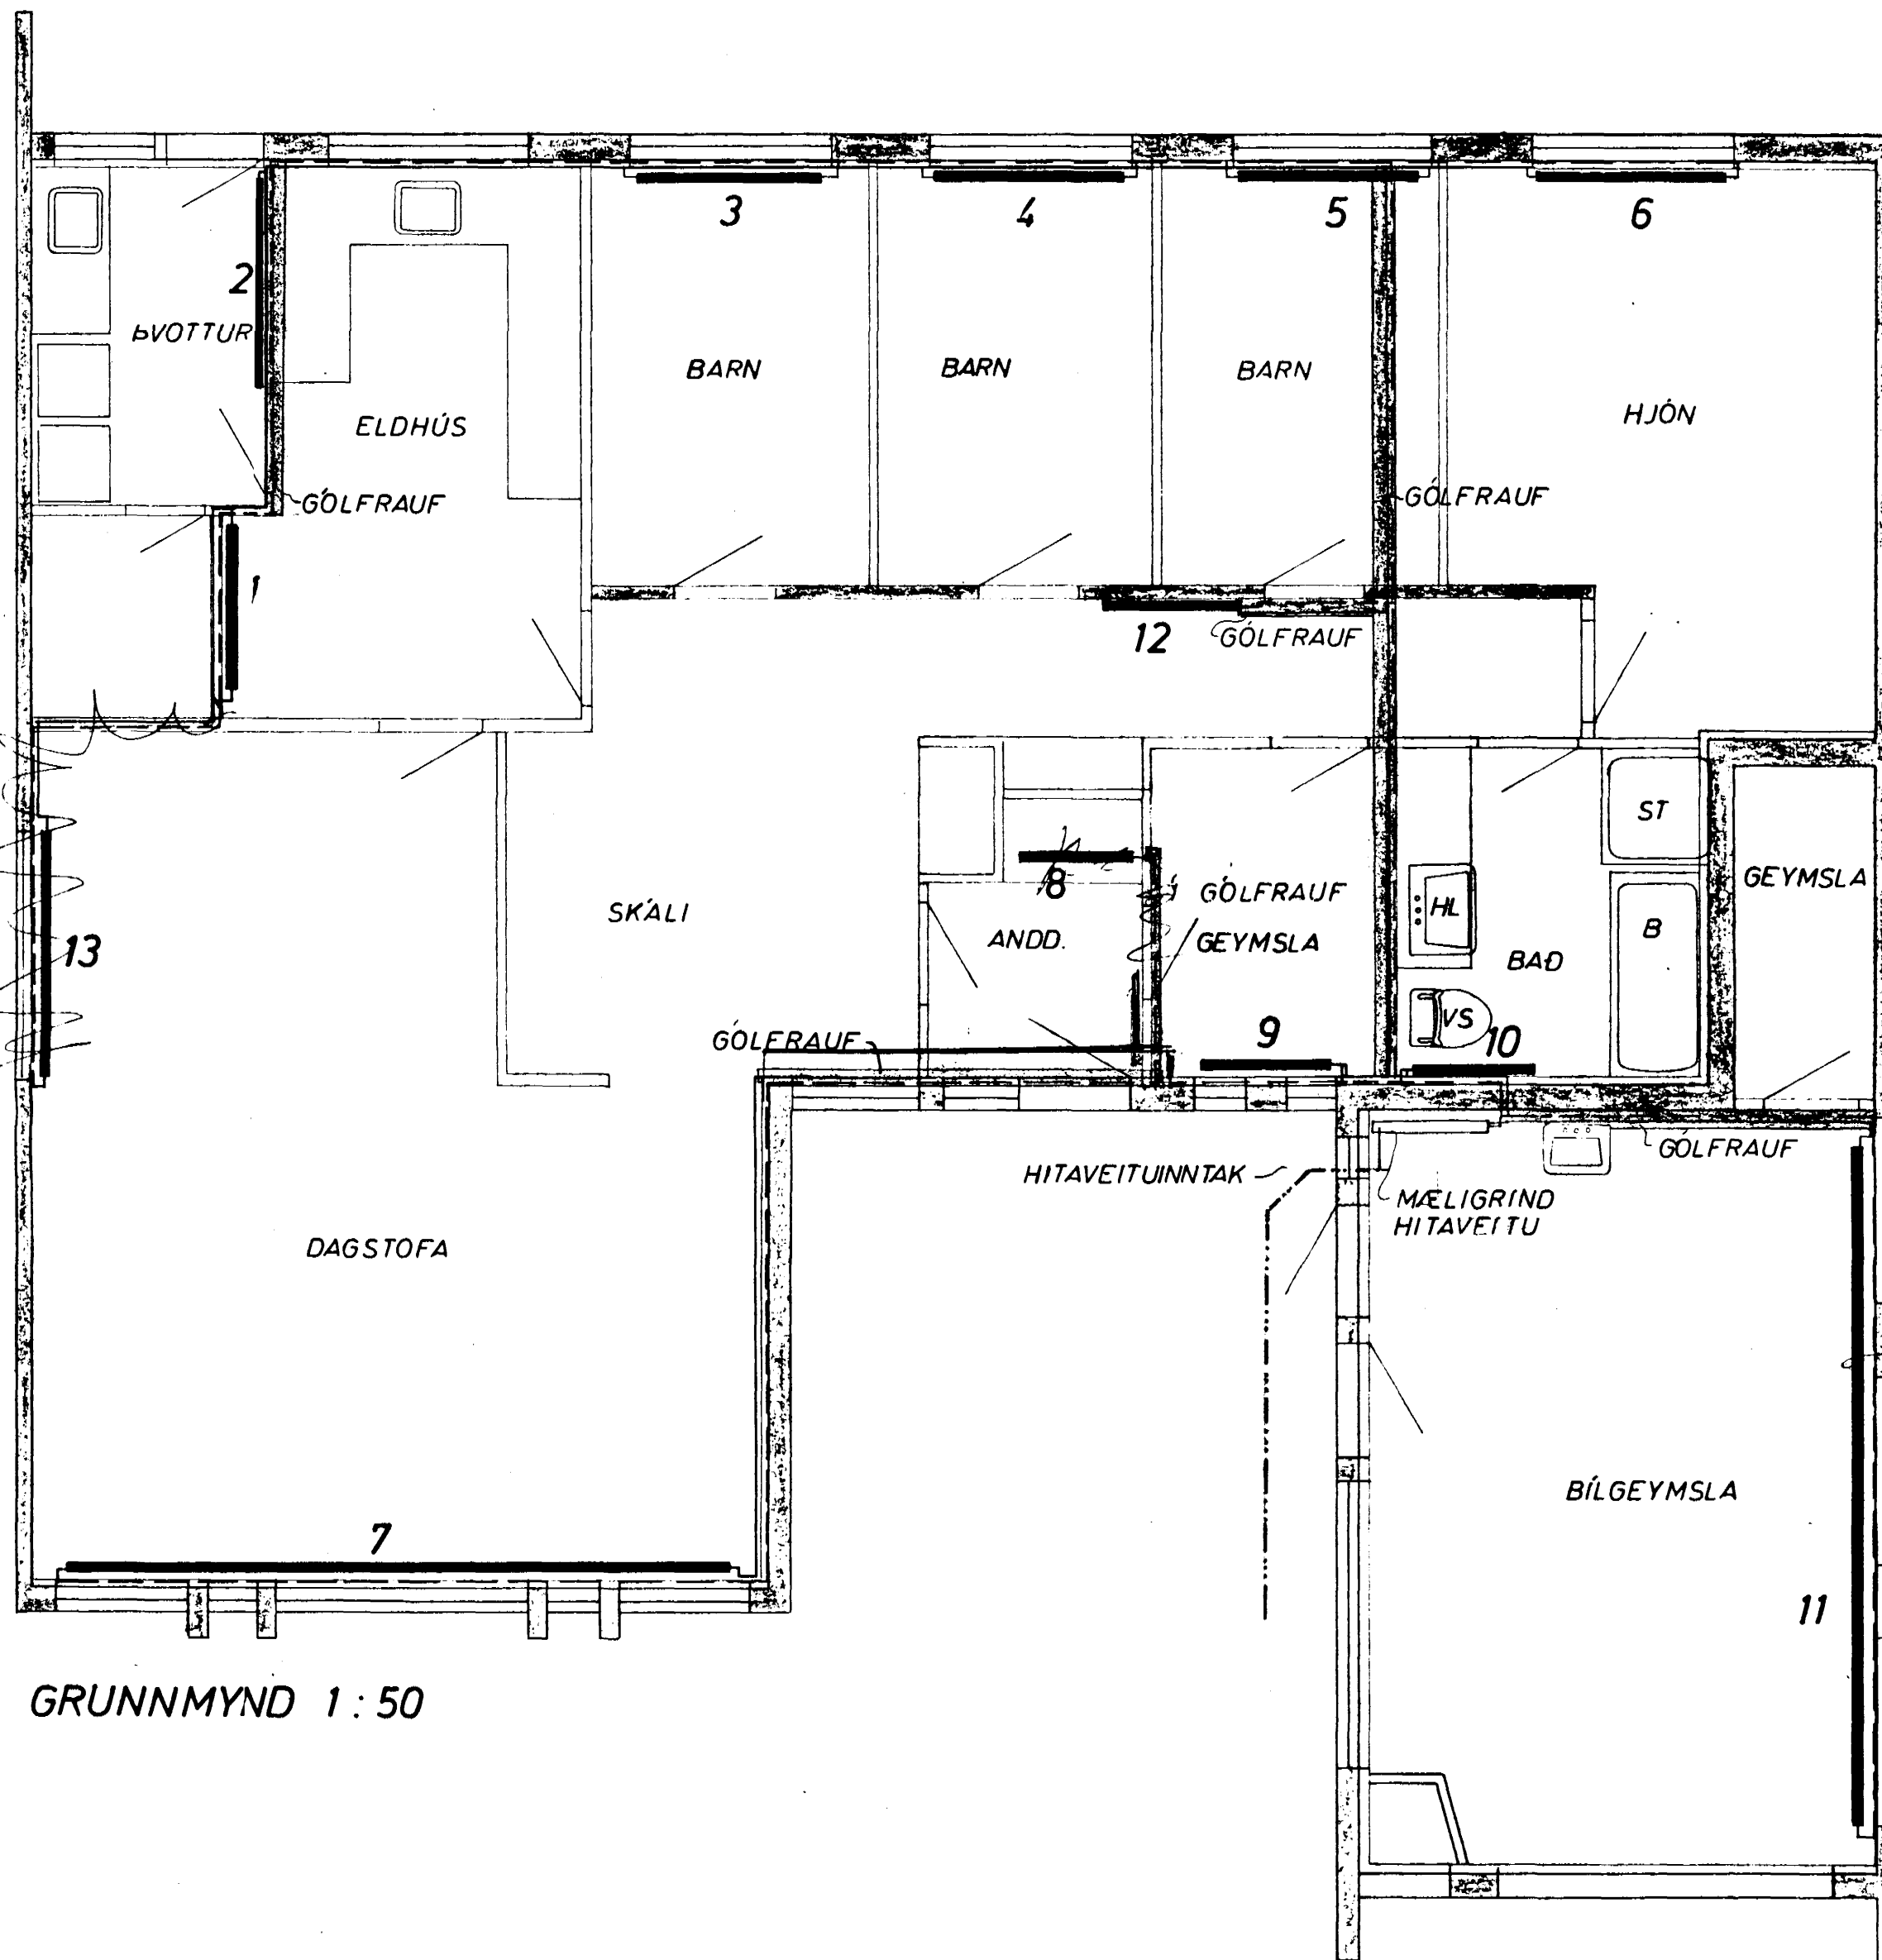 3
4
5
6
2
ÞVOTTUR
BARN
BARN
BARN
HJÓN
ELDHÚS
GÓLFRAUF
GÓLFRAUF
1
12
GÓLFRAUF
ST
GEYMSLA
8
GÓLFRAUF
SKÁLI
HL
B
ANDD.
GEYMSLA
13
BAÐ
VS
GÓLFRAUF
9
10
HITAVEITUINNTAK
GÓLFRAUF
MÆLIGRIND
HITAVEITU
DAGSTOFA
BÍLGEYMSLA
7
11
GRUNNMYND 1:50